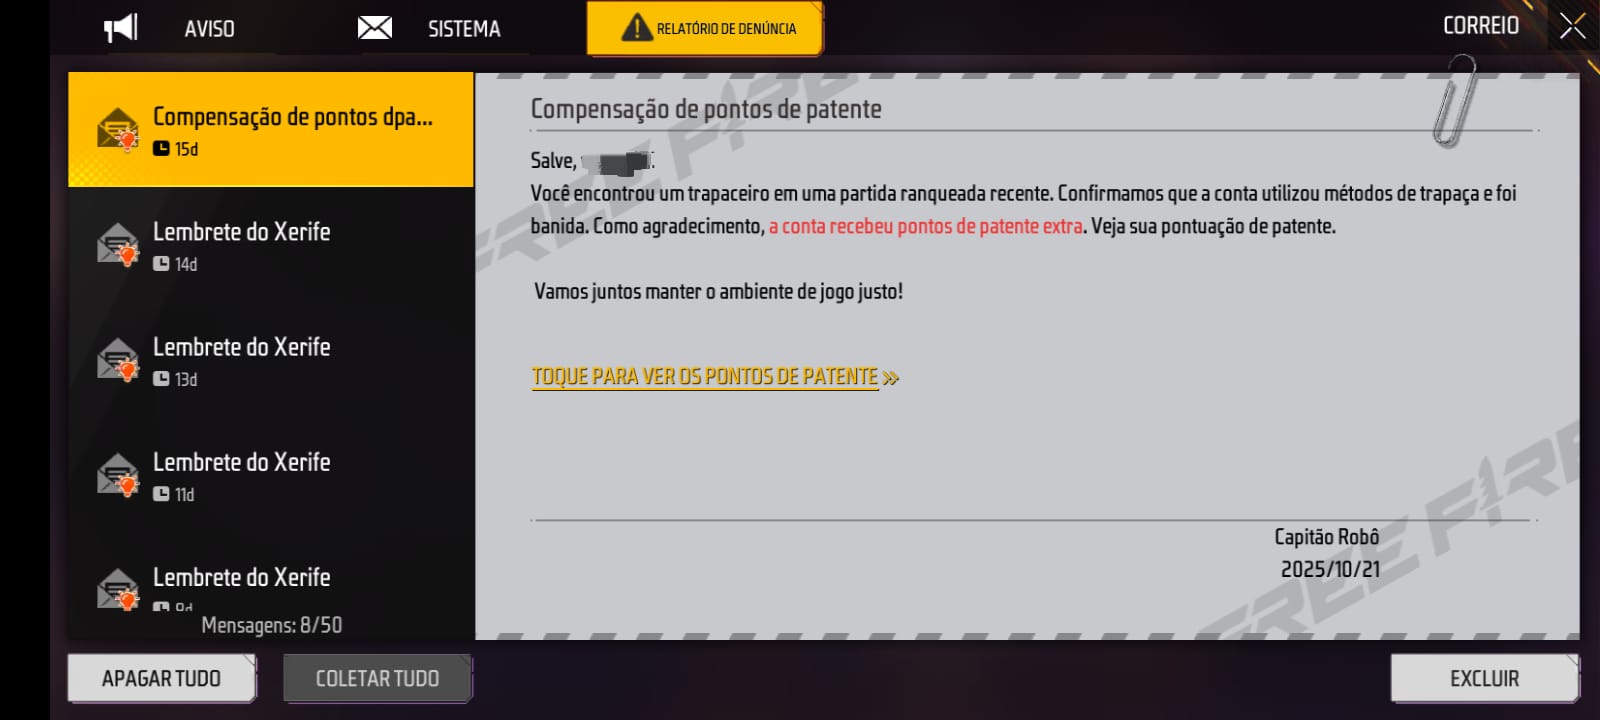 AVISO
SISTEMA
RELATÓRIO DE DENÚNCIA
CORREIO
Compensação de pontos dpa...
15d
Lembrete do Xerife
14d
Lembrete do Xerife
13d
Lembrete do Xerife
11d
Lembrete do Xerife
Mensagens: 8/50
APAGAR TUDO
COLETAR TUDO
Compensação de pontos de patente
Salve,
Você encontrou um trapaceiro em uma partida ranqueada recente. Confirmamos que a conta utilizou métodos de trapaça e foi
banida. Como agradecimento, a conta recebeu pontos de patente extra. Veja sua pontuação de patente.
Vamos juntos manter o ambiente de jogo justo!
TOQUE PARA VER OS PONTOS DE PATENTE »
Capitão Robô
2025/10/21
FREE FIRE
FREE FIRE
EXCLUIR